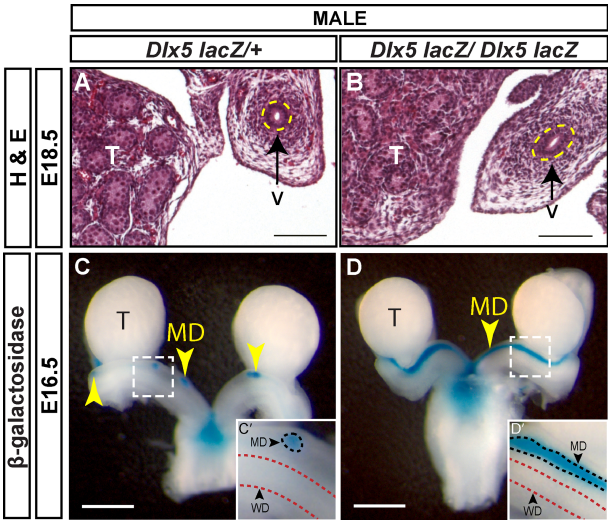 MALE
Dlx5 lacZ/+
Dlx5 lacZ/ Dlx5 lacZ
H & E
E18.5
A
T
V
B
T
V
β-galactosidase
E16.5
C
T
MD
C′
MD
WD
D
T
MD
D′
MD
WD